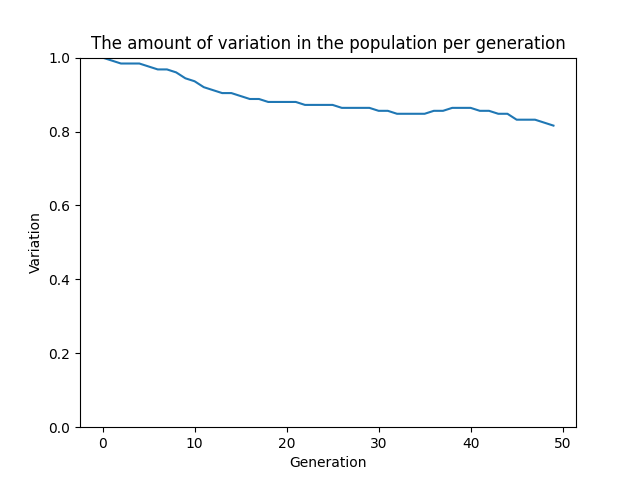 The amount of variation in the population per generation
1.0
0.8
0.6
0.4
0.2
0.0
Variation
0 10 20 30 40 50
Generation